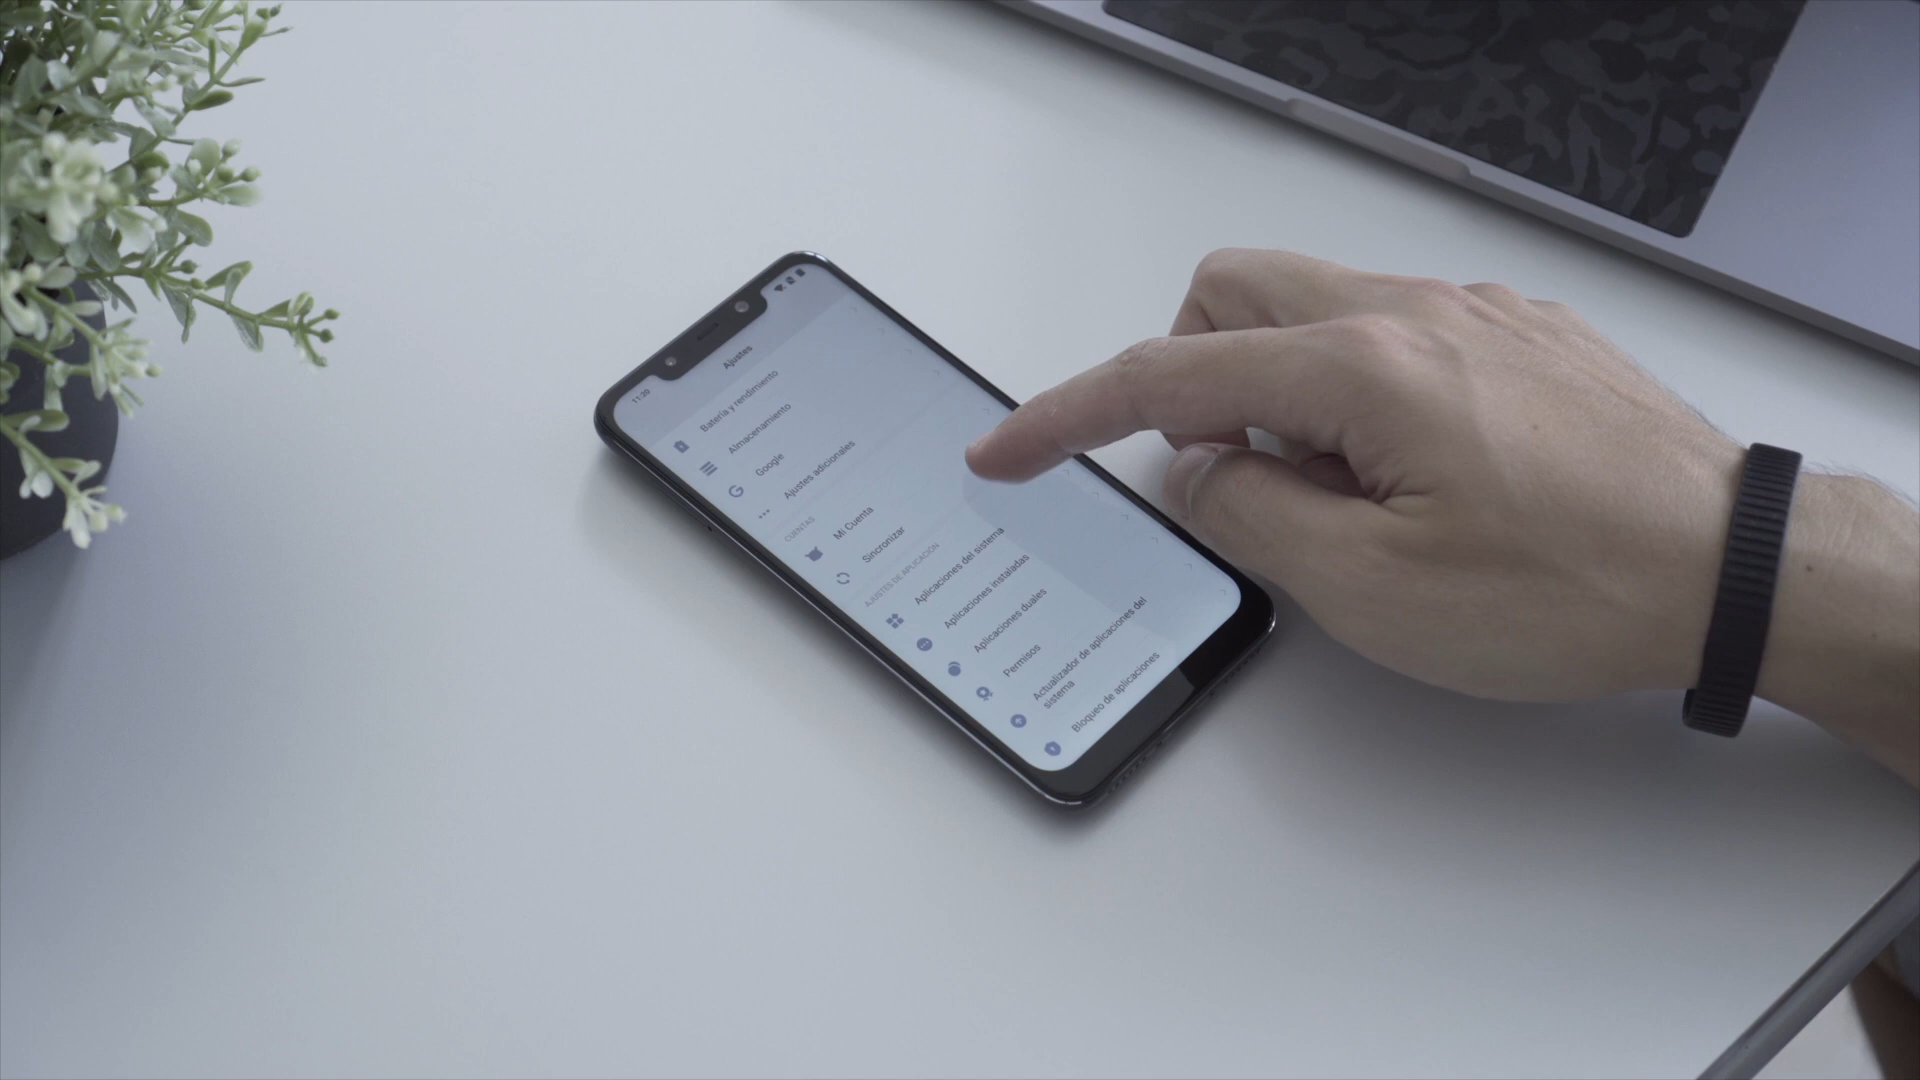 11:20
Ajustes
Batería y rendimiento
Almacenamiento
Google
Ajustes adicionales
CUENTAS
Mi Cuenta
Sincronizar
AJUSTES DE APLICACIÓN
Aplicaciones del sistema
Aplicaciones instaladas
Aplicaciones duales
Permisos
Actualizador de aplicaciones del
sistema
Bloqueo de aplicaciones